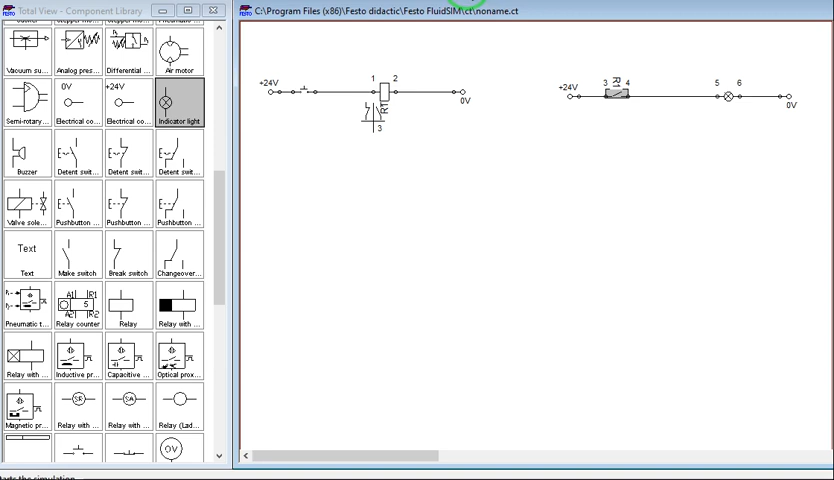 Total View - Component Library
C:\Program Files (x86)\Festo didactic\Festo FluidSIM\ct\noname.ct
FESTO
FESTO
Vacuum su... Analog pres... Differential ... Air motor
0V +24V
Semi-rotary... Electrical co... Electrical co... Indicator light
Buzzer Detent swit... Detent swit... Detent swit...
Valve sole... Pushbutton ... Pushbutton ... Pushbutton ...
Text
Text Make switch Break switch Changeover...
A1 R1
5
A2 R2
Pneumatic t... Relay counter Relay Relay with ...
Relay with ... Inductive pr... Capacitive ... Optical prox...
SR SA
Magnetic pr... Relay with ... Relay with ... Relay (Lad...
0V
+24V 1 2 0V
R1
3
+24V 3 R1 4 5 6 0V
tarts the simulation